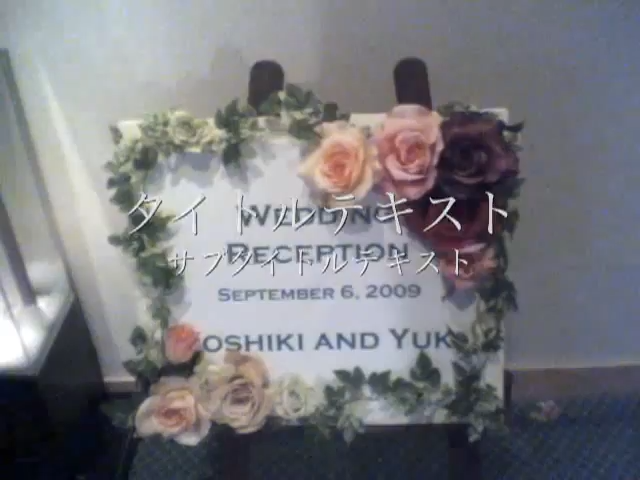 タイトルテキスト
WEDDING
RECEPTION
サブタイトルテキスト
SEPTEMBER 6, 2009
OSHIKI AND YUK